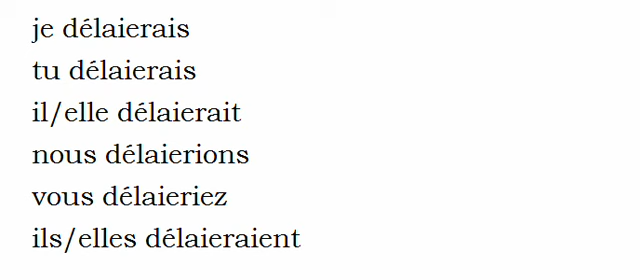 je délaierais
tu délaierais
il/elle délaierait
nous délaierions
vous délaieriez
ils/elles délaieraient